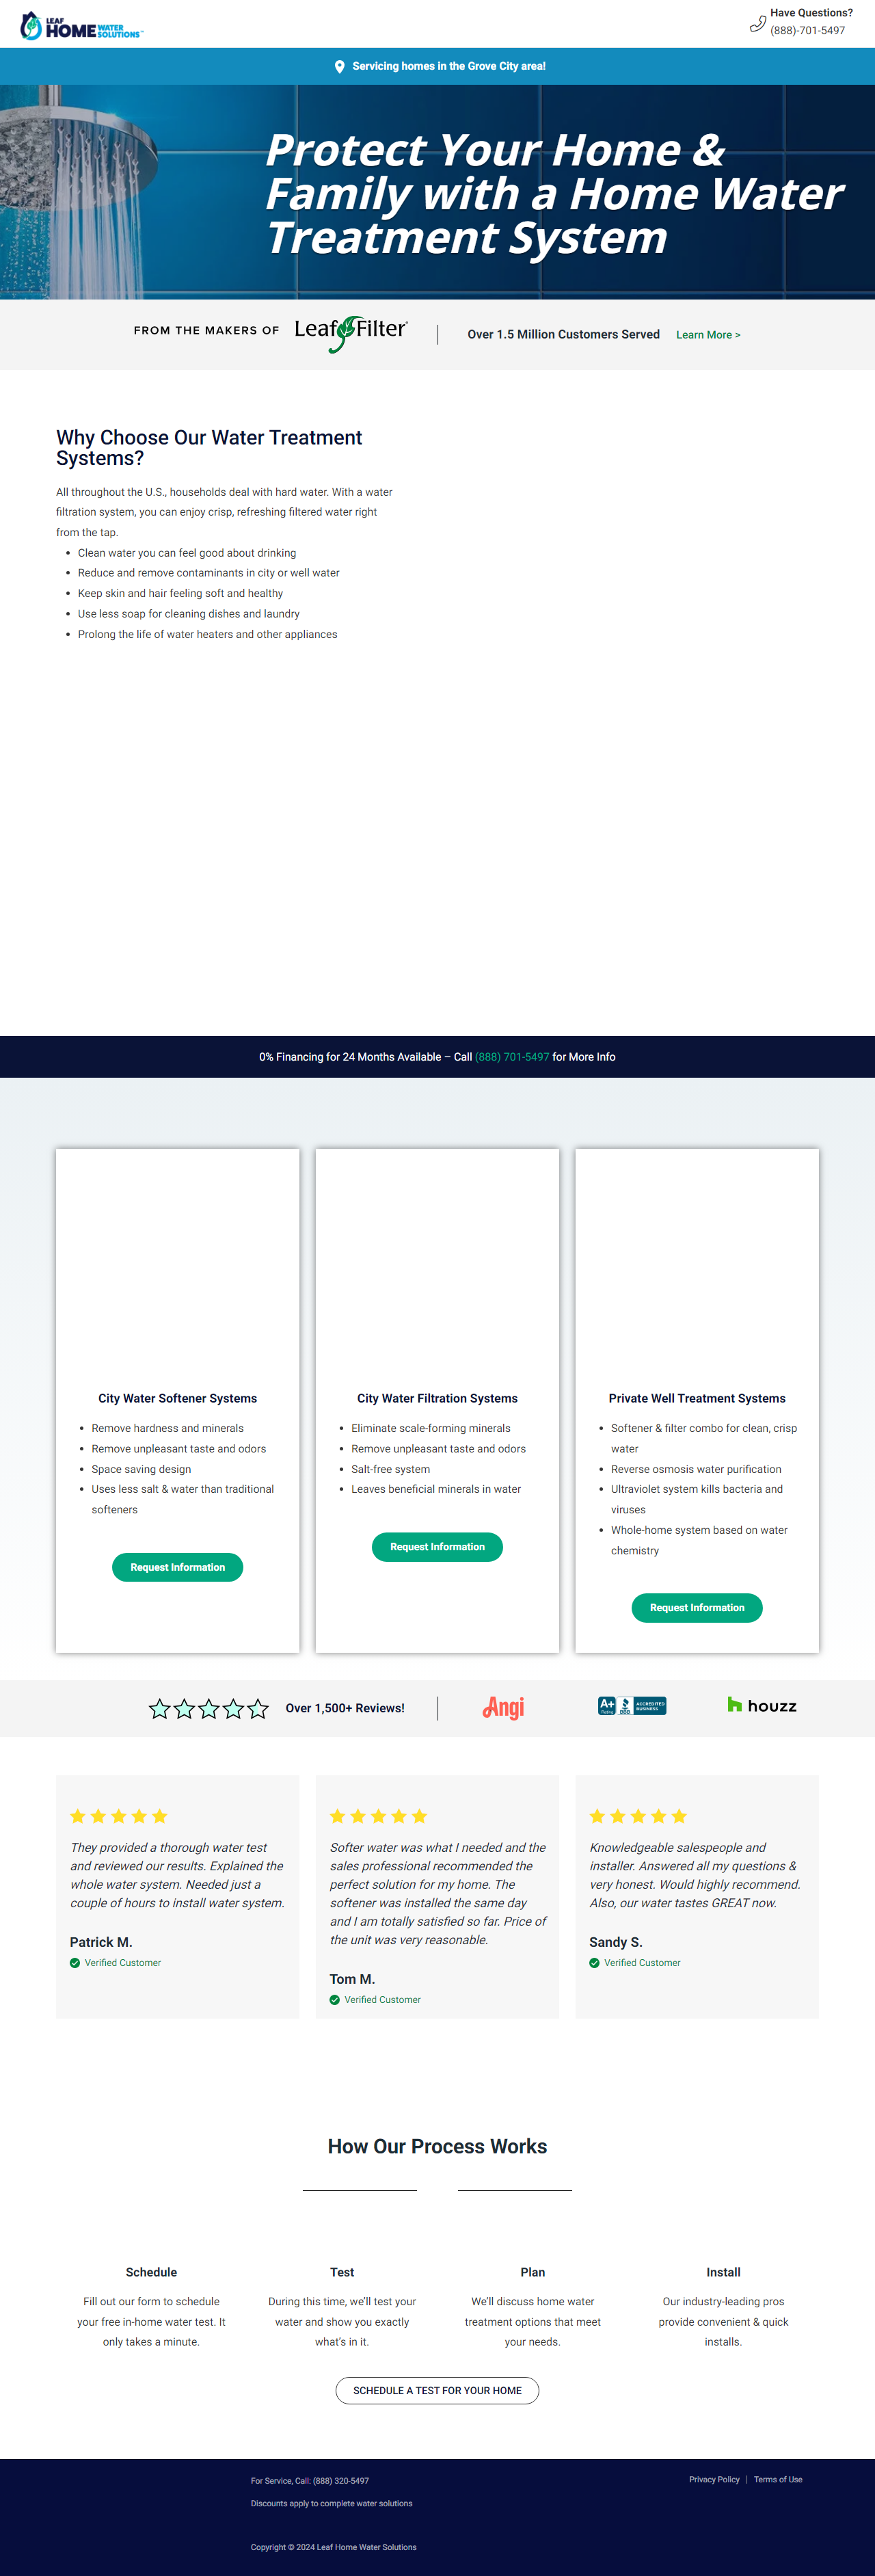 LEAF
HOME WATER SOLUTIONS
Have Questions?
(888)-701-5497
Servicing homes in the Grove City area!
Protect Your Home &
Family with a Home Water
Treatment System
FROM THE MAKERS OF LeafFilter
Over 1.5 Million Customers Served Learn More >
Why Choose Our Water Treatment
Systems?
All throughout the U.S., households deal with hard water. With a water
filtration system, you can enjoy crisp, refreshing filtered water right
from the tap.
• Clean water you can feel good about drinking
• Reduce and remove contaminants in city or well water
• Keep skin and hair feeling soft and healthy
• Use less soap for cleaning dishes and laundry
• Prolong the life of water heaters and other appliances
0% Financing for 24 Months Available – Call (888) 701-5497 for More Info
City Water Softener Systems
• Remove hardness and minerals
• Remove unpleasant taste and odors
• Space saving design
• Uses less salt & water than traditional
softeners
Request Information
City Water Filtration Systems
• Eliminate scale-forming minerals
• Remove unpleasant taste and odors
• Salt-free system
• Leaves beneficial minerals in water
Request Information
Private Well Treatment Systems
• Softener & filter combo for clean, crisp
water
• Reverse osmosis water purification
• Ultraviolet system kills bacteria and
viruses
• Whole-home system based on water
chemistry
Request Information
Over 1,500+ Reviews!
Angi
A+
Rating
BBB
ACCREDITED
BUSINESS
houzz
They provided a thorough water test
and reviewed our results. Explained the
whole water system. Needed just a
couple of hours to install water system.
Patrick M.
Verified Customer
Softer water was what I needed and the
sales professional recommended the
perfect solution for my home. The
softener was installed the same day
and I am totally satisfied so far. Price of
the unit was very reasonable.
Tom M.
Verified Customer
Knowledgeable salespeople and
installer. Answered all my questions &
very honest. Would highly recommend.
Also, our water tastes GREAT now.
Sandy S.
Verified Customer
How Our Process Works
Schedule
Fill out our form to schedule
your free in-home water test. It
only takes a minute.
Test
During this time, we'll test your
water and show you exactly
what's in it.
Plan
We'll discuss home water
treatment options that meet
your needs.
Install
Our industry-leading pros
provide convenient & quick
installs.
SCHEDULE A TEST FOR YOUR HOME
For Service, Call: (888) 320-5497
Discounts apply to complete water solutions
Copyright © 2024 Leaf Home Water Solutions
Privacy Policy | Terms of Use